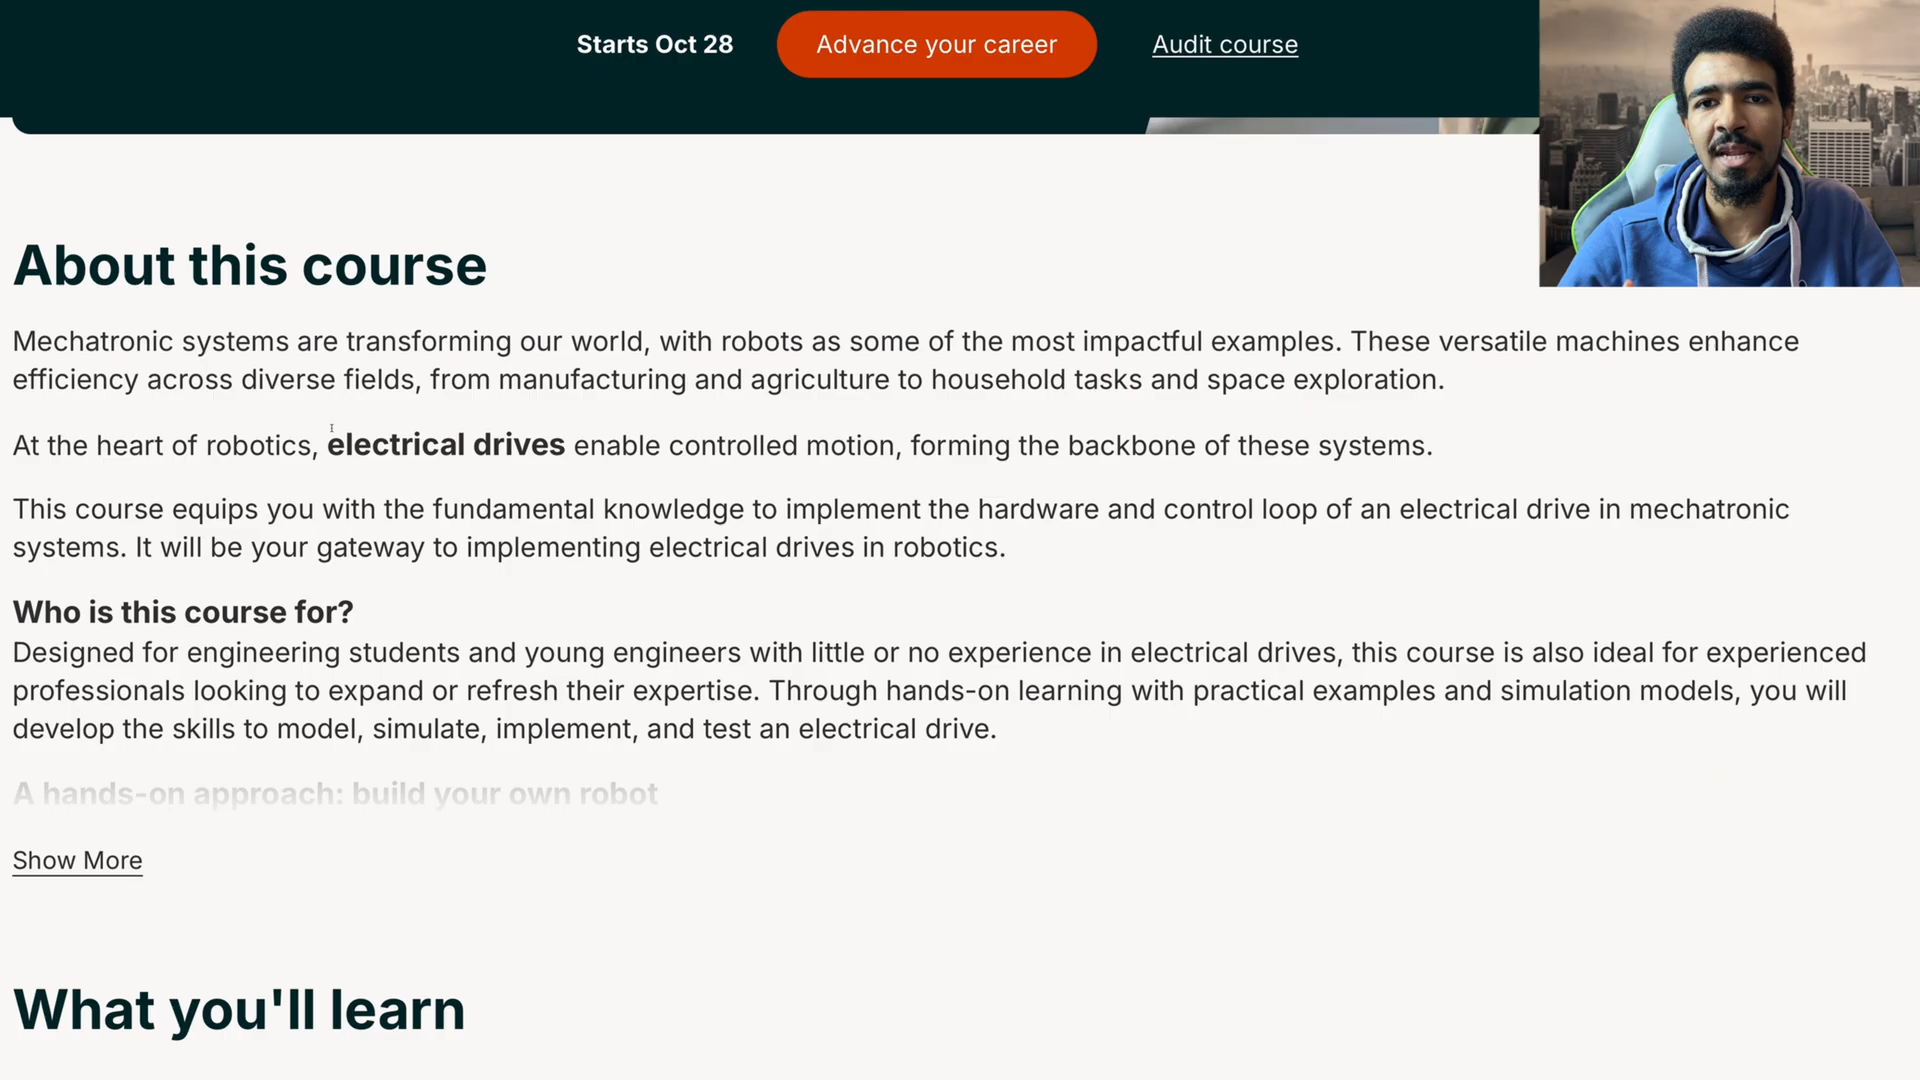 Starts Oct 28
Advance your career
Audit course
About this course
Mechatronic systems are transforming our world, with robots as some of the most impactful examples. These versatile machines enhance
efficiency across diverse fields, from manufacturing and agriculture to household tasks and space exploration.
At the heart of robotics, electrical drives enable controlled motion, forming the backbone of these systems.
This course equips you with the fundamental knowledge to implement the hardware and control loop of an electrical drive in mechatronic
systems. It will be your gateway to implementing electrical drives in robotics.
Who is this course for?
Designed for engineering students and young engineers with little or no experience in electrical drives, this course is also ideal for experienced
professionals looking to expand or refresh their expertise. Through hands-on learning with practical examples and simulation models, you will
develop the skills to model, simulate, implement, and test an electrical drive.
A hands-on approach: build your own robot
Show More
What you'll learn